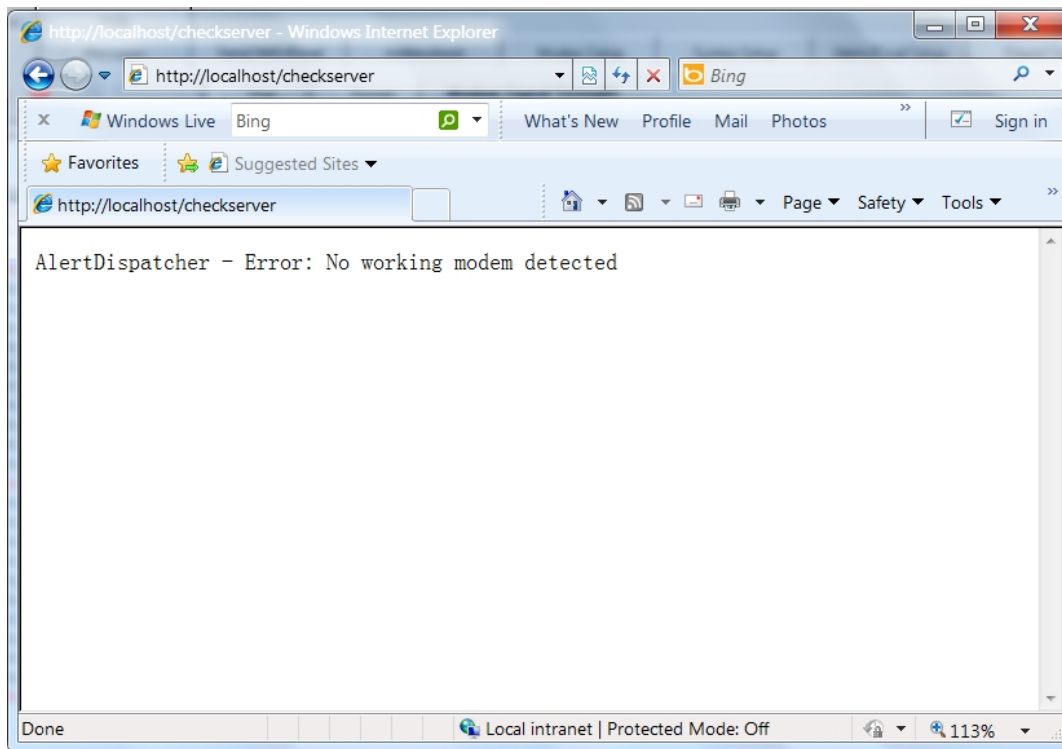 http://localhost/checkserver - Windows Internet Explorer
http://localhost/checkserver
Bing
x Windows Live Bing What's New Profile Mail Photos » Sign in
Favorites Suggested Sites
http://localhost/checkserver Page Safety Tools »
AlertDispatcher - Error: No working modem detected
Done Local intranet | Protected Mode: Off 113%